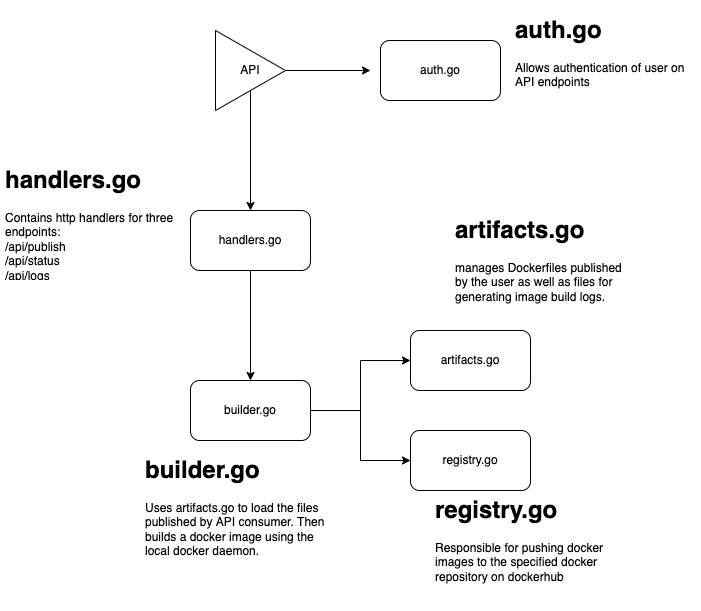 auth.go
API
auth.go
Allows authentication of user on
API endpoints
handlers.go
Contains http handlers for three
endpoints:
/api/publish
/api/status
/api/logs
handlers.go
artifacts.go
manages Dockerfiles published
by the user as well as files for
generating image build logs.
artifacts.go
builder.go
builder.go
Uses artifacts.go to load the files
published by API consumer. Then
builds a docker image using the
local docker daemon.
registry.go
registry.go
Responsible for pushing docker
images to the specified docker
repository on dockerhub